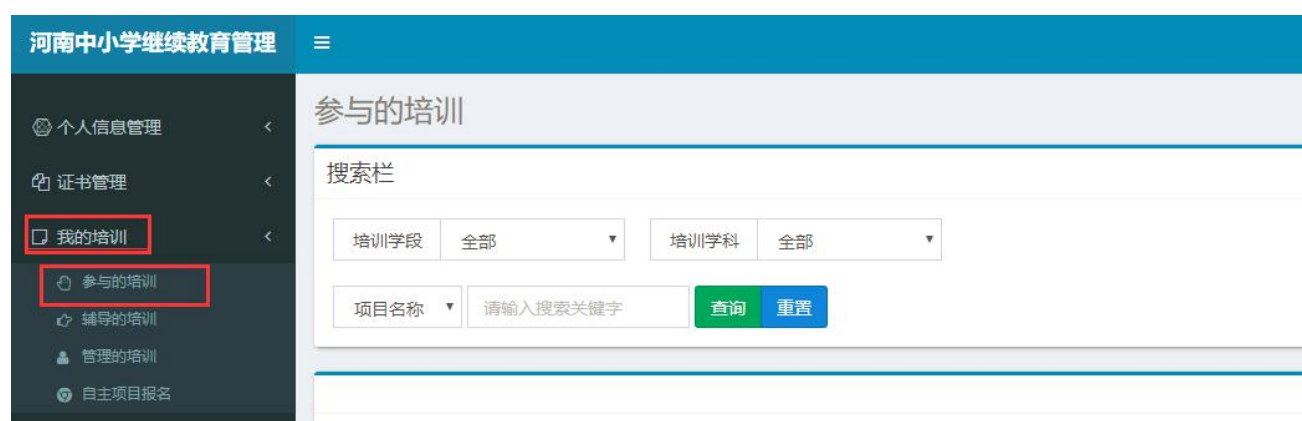 河南中小学继续教育管理
个人信息管理
证书管理
我的培训
参与的培训
辅导的培训
管理的培训
自主项目报名
参与的培训
搜索栏
培训学段 全部 培训学科 全部
项目名称 请输入搜索关键字 查询 重置